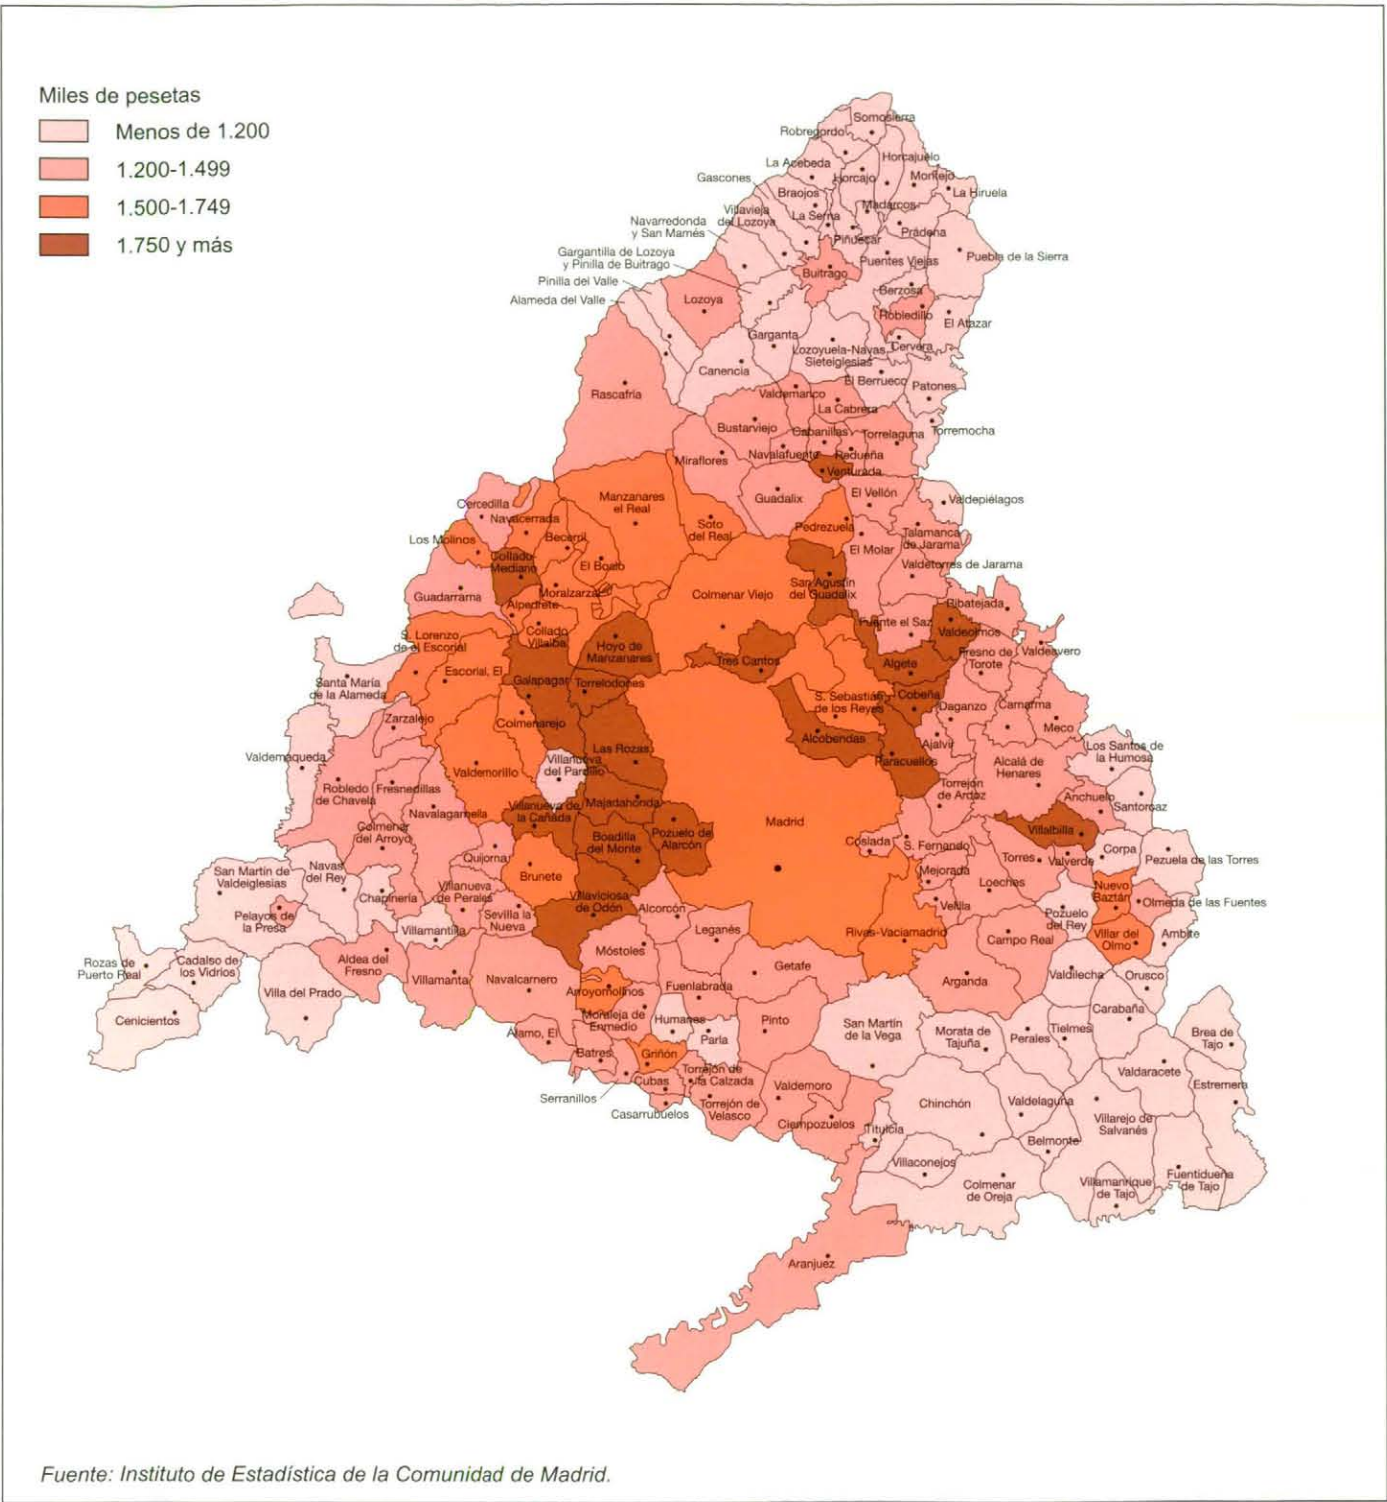 Miles de pesetas
Menos de 1.200
1.200-1.499
1.500-1.749
1.750 y más
Somosierra
Robregordo
Horcajuelo
La Acebeda
Horcajo
Montejo
Gascones
Braojos
La Hiruela
Madarcos
Villavieja
del Lozoya
La Serna
Navarredonda
y San Mamés
Piñuecar
Prádena
Gargantilla de Lozoya
y Pinilla de Buitrago
Puentes Viejas
Puebla de la Sierra
Buitrago
Pinilla del Valle
Berzosa
Alameda del Valle
Lozoya
Robledillo
El Atazar
Garganta
Lozoyuela-Navas
Sieteiglesias
Cervera
Canencia
El Berrueco
Patones
Rascafría
Valdemanco
La Cabrera
Bustarviejo
Cabanillas
Torrelaguna
Torremocha
Navalafuente
Redueña
Miraflores
Venturada
Guadalix
El Vellón
Valdepiélagos
Cercedilla
Manzanares
el Real
Navacerrada
Soto
del Real
Pedrezuela
Talamanca
de Jarama
Los Molinos
Becerril
El Molar
Collado-
Mediano
El Boalo
Valdetorres de Jarama
San Agustín
del Guadalix
Guadarrama
Moralzarzal
Colmenar Viejo
Alpedrete
Ribatejada
Fuente el Saz
Valdeolmos
S. Lorenzo
de el Escorial
Collado
Villalba
Hoyo de
Manzanares
Fresno de
Torote
Valdeavero
Tres Cantos
Algete
Escorial, El
Galapagar
Torrelodones
Santa María
de la Alameda
S. Sebastián
de los Reyes
Cobeña
Daganzo
Camarma
Zarzalejo
Colmenarejo
Meco
Alcobendas
Ajalvir
Las Rozas
Los Santos de
la Humosa
Valdemaqueda
Villanueva
del Pardillo
Paracuellos
Alcalá de
Henares
Valdemorillo
Robledo
de Chavela
Fresnedillas
Torrejón
de Ardoz
Anchuelo
Santorcaz
Villanueva de
la Cañada
Majadahonda
Navalagamella
Madrid
Colmenar
del Arroyo
Boadilla
del Monte
Pozuelo de
Alarcón
Villalbilla
Coslada
S. Fernando
Corpa
Quijorna
Torres
Valverde
Pezuela de las Torres
Navas
del Rey
San Martín de
Valdeiglesias
Brunete
Mejorada
Loeches
Nuevo
Baztán
Chapinería
Villanueva
de Perales
Villaviciosa
de Odón
Velilla
Olmeda de las Fuentes
Alcorcón
Pelayos de
la Presa
Sevilla la
Nueva
Pozuelo
del Rey
Villamantilla
Leganés
Rivas-Vaciamadrid
Campo Real
Villar del
Olmo
Ambite
Móstoles
Rozas de
Puerto Real
Cadalso de
los Vidrios
Aldea del
Fresno
Getafe
Villamanta
Navalcarnero
Valdilecha
Orusco
Arganda
Villa del Prado
Arroyomolinos
Fuenlabrada
Carabaña
Cenicientos
Moraleja de
Enmedio
Humanes
Pinto
San Martín
de la Vega
Morata de
Tajuña
Tielmes
Perales
Brea de
Tajo
Álamo, El
Parla
Batres
Griñón
Torrejón de
la Calzada
Valdaracete
Cubas
Valdemoro
Estremera
Serranillos
Torrejón de
Velasco
Chinchón
Valdelaguna
Casarrubuelos
Ciempozuelos
Villarejo de
Salvanés
Titulcia
Belmonte
Villaconejos
Colmenar
de Oreja
Villamanrique
de Tajo
Fuentidueña
de Tajo
Aranjuez
Fuente: Instituto de Estadística de la Comunidad de Madrid.